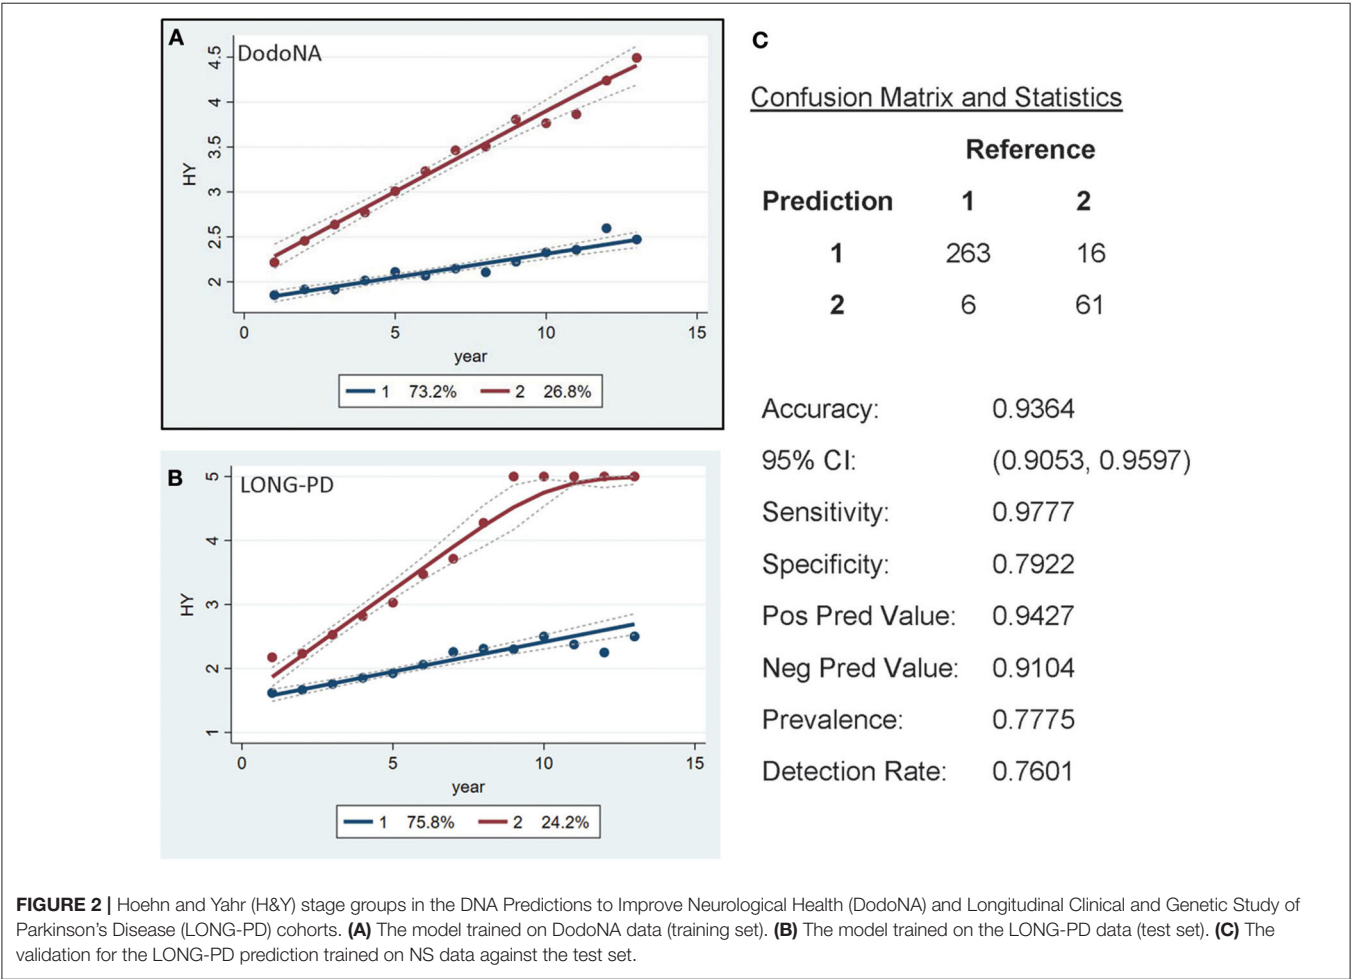 A
DodoNA
4.5
4
3.5
3
2.5
2
HY
0 5 10 15
year
1 73.2% 2 26.8%
B
LONG-PD
5
4
3
2
1
HY
0 5 10 15
year
1 75.8% 2 24.2%
C
Confusion Matrix and Statistics
Reference
Prediction 1 2
1 263 16
2 6 61
Accuracy: 0.9364
95% CI: (0.9053, 0.9597)
Sensitivity: 0.9777
Specificity: 0.7922
Pos Pred Value: 0.9427
Neg Pred Value: 0.9104
Prevalence: 0.7775
Detection Rate: 0.7601
FIGURE 2 | Hoehn and Yahr (H&Y) stage groups in the DNA Predictions to Improve Neurological Health (DodoNA) and Longitudinal Clinical and Genetic Study of
Parkinson's Disease (LONG-PD) cohorts. (A) The model trained on DodoNA data (training set). (B) The model trained on the LONG-PD data (test set). (C) The
validation for the LONG-PD prediction trained on NS data against the test set.